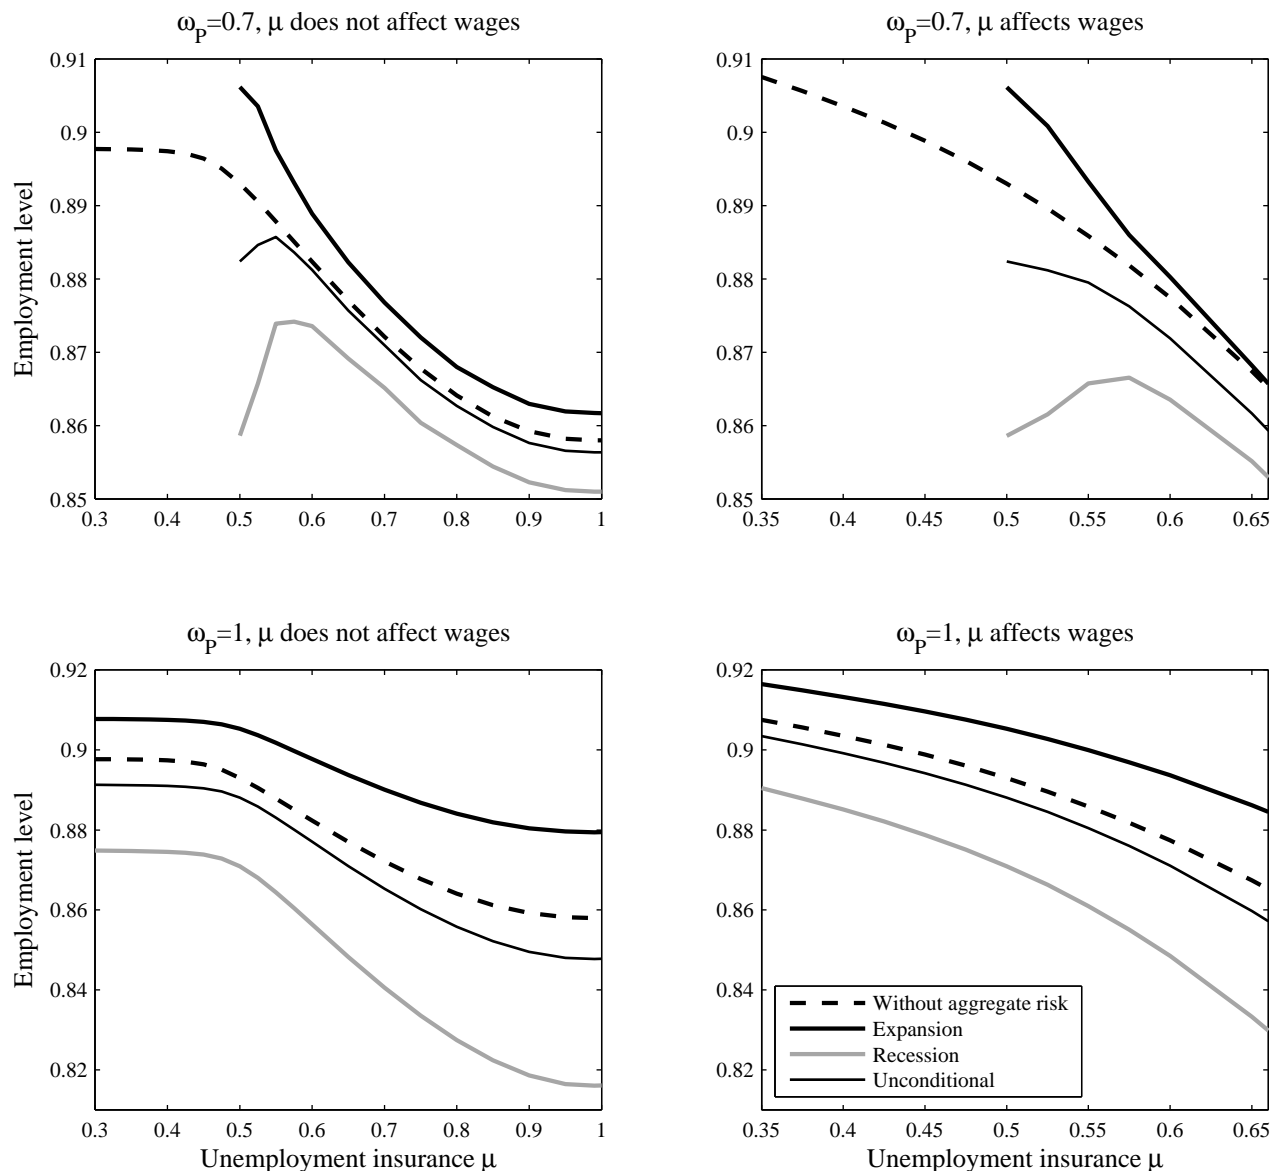 ω_P=0.7, μ does not affect wages
0.91
0.9
0.89
0.88
0.87
0.86
0.85
Employment level
0.3 0.4 0.5 0.6 0.7 0.8 0.9 1
ω_P=0.7, μ affects wages
0.91
0.9
0.89
0.88
0.87
0.86
0.85
Employment level
0.35 0.4 0.45 0.5 0.55 0.6 0.65
ω_P=1, μ does not affect wages
0.92
0.9
0.88
0.86
0.84
0.82
Employment level
0.3 0.4 0.5 0.6 0.7 0.8 0.9 1
Unemployment insurance μ
ω_P=1, μ affects wages
0.92
0.9
0.88
0.86
0.84
0.82
Employment level
Without aggregate risk
Expansion
Recession
Unconditional
0.35 0.4 0.45 0.5 0.55 0.6 0.65
Unemployment insurance μ